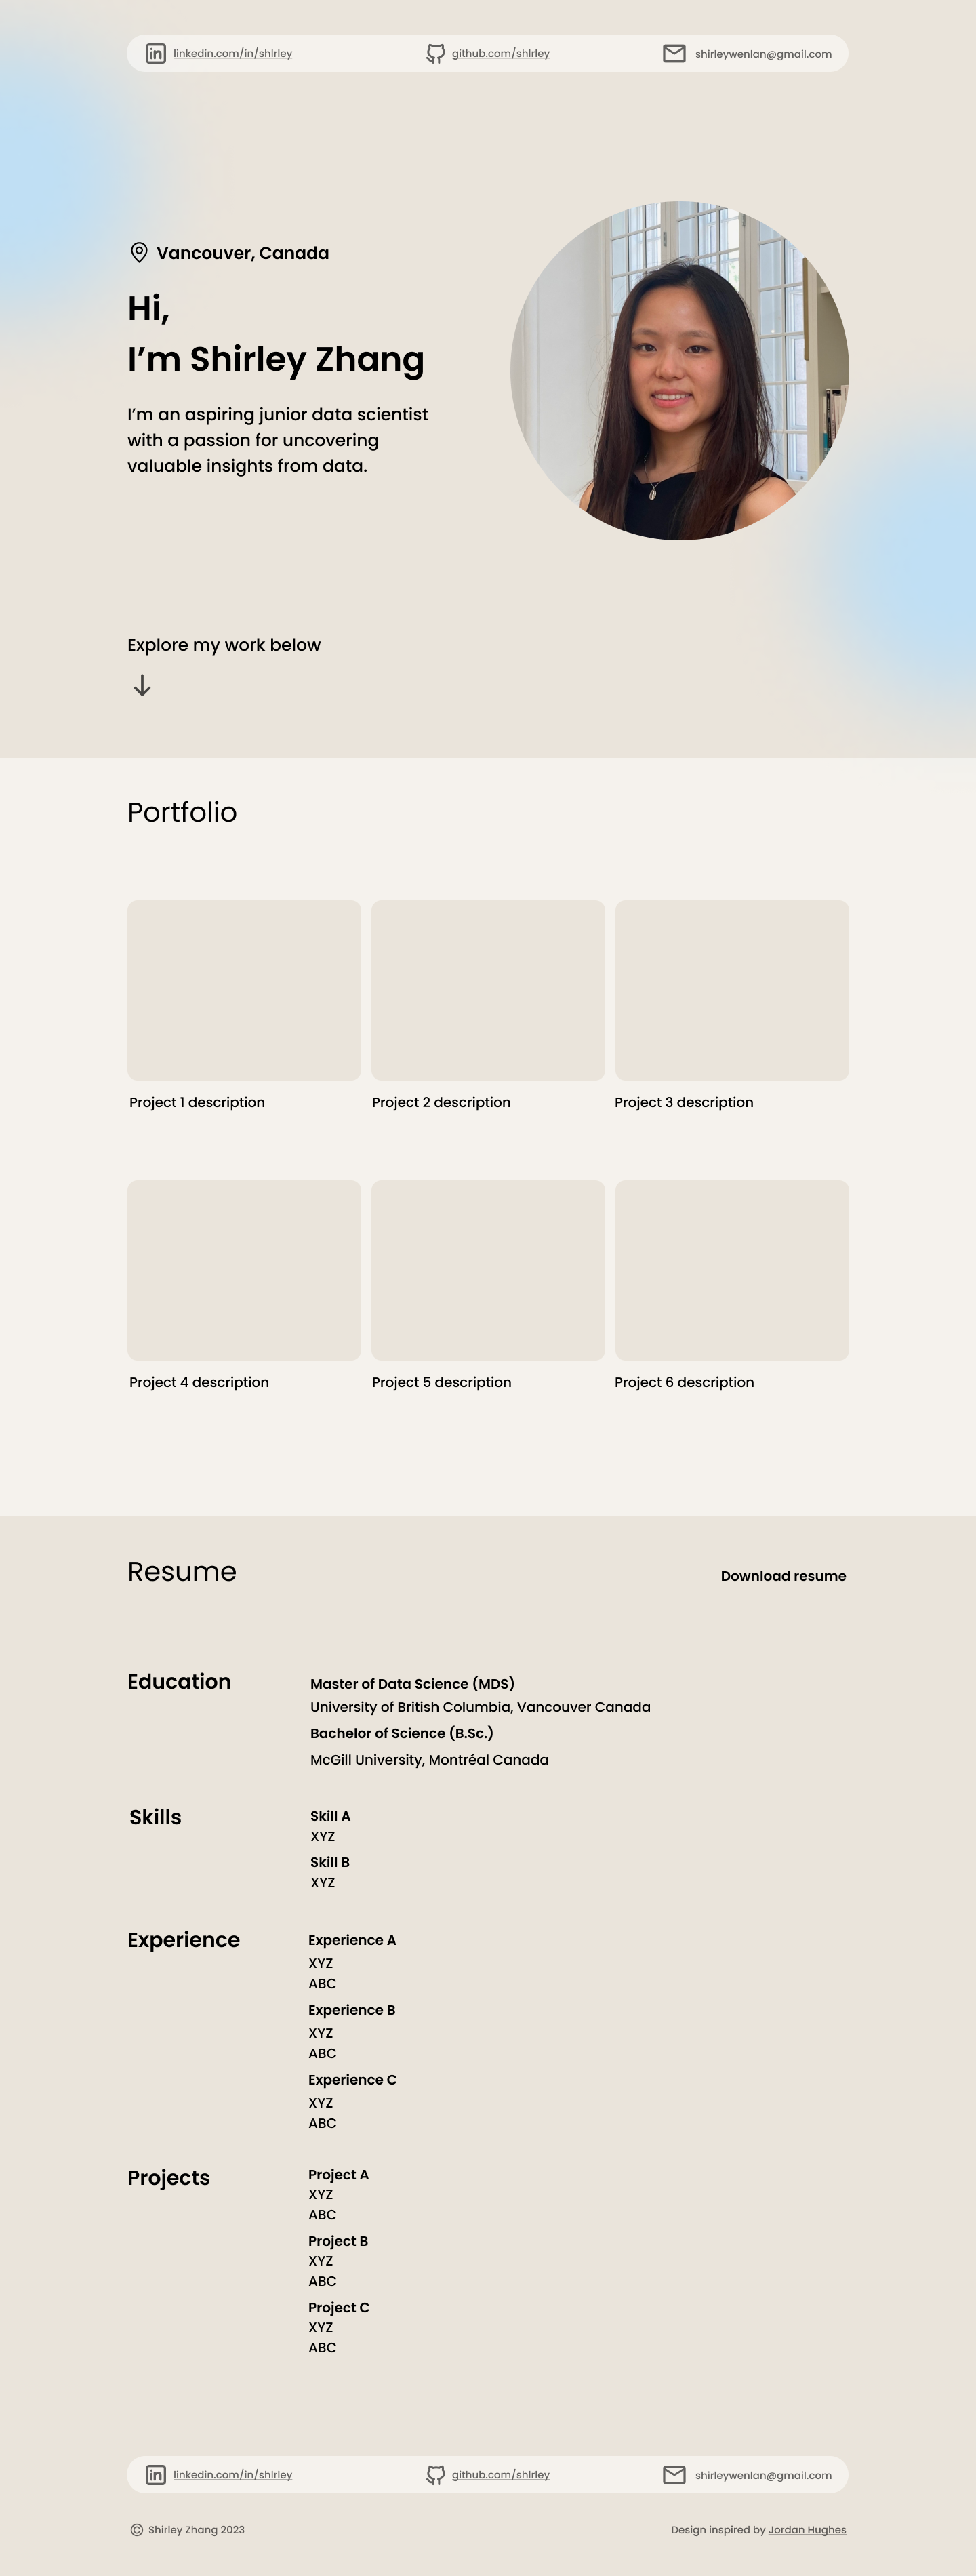 linkedin.com/in/shlrley
github.com/shlrley
shirleywenlan@gmail.com
Vancouver, Canada
Hi,
I'm Shirley Zhang
I'm an aspiring junior data scientist
with a passion for uncovering
valuable insights from data.
Explore my work below
Portfolio
Project 1 description
Project 2 description
Project 3 description
Project 4 description
Project 5 description
Project 6 description
Resume
Download resume
Education
Master of Data Science (MDS)
University of British Columbia, Vancouver Canada
Bachelor of Science (B.Sc.)
McGill University, Montréal Canada
Skills
Skill A
XYZ
Skill B
XYZ
Experience
Experience A
XYZ
ABC
Experience B
XYZ
ABC
Experience C
XYZ
ABC
Projects
Project A
XYZ
ABC
Project B
XYZ
ABC
Project C
XYZ
ABC
linkedin.com/in/shlrley
github.com/shlrley
shirleywenlan@gmail.com
© Shirley Zhang 2023
Design inspired by Jordan Hughes